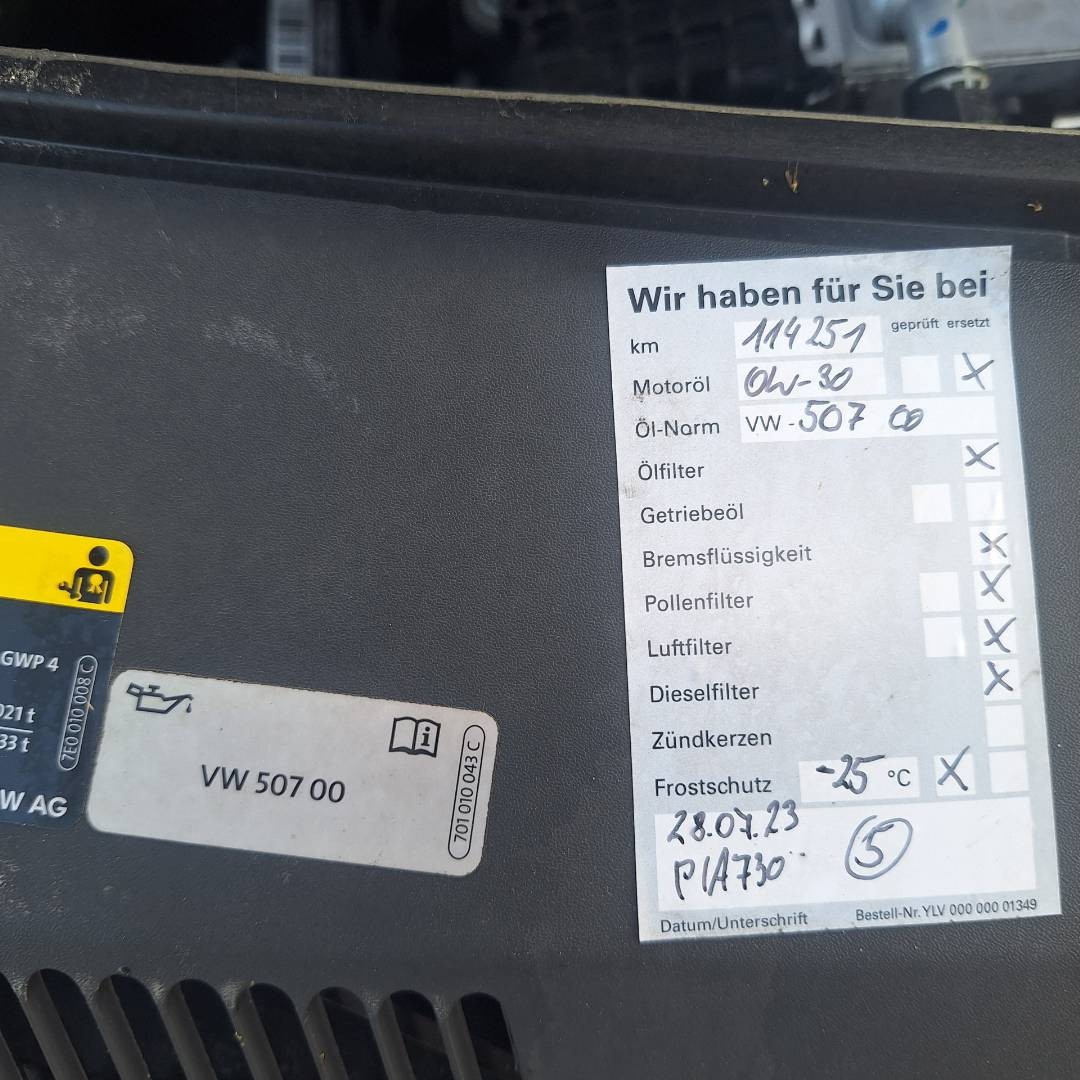 Wir haben für Sie bei
geprüft ersetzt
km 114251
Motoröl 0W-30 X
Öl-Norm VW-507 00
Ölfilter X
Getriebeöl
Bremsflüssigkeit X
Pollenfilter X
Luftfilter X
Dieselfilter X
Zündkerzen
Frostschutz -25 °C X
28.07.23
5
Datum/Unterschrift Bestell-Nr. YLV 000 000 01349
GWP 4
021 t
33 t
7E0 010 008 C
W AG
VW 507 00
701 010 043 C